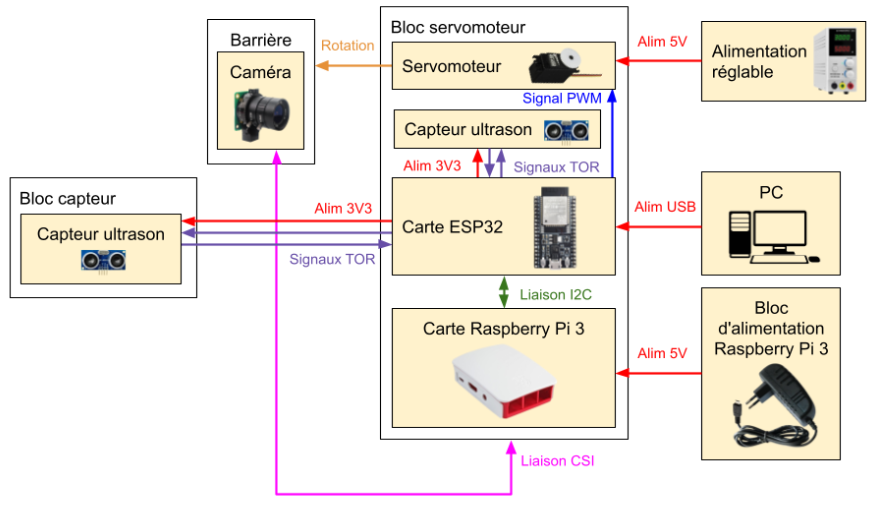 Bloc servomoteur
Barrière
Rotation
Alim 5V
Alimentation
réglable
Caméra
Servomoteur
Signal PWM
Capteur ultrason
Alim 3V3
Signaux TOR
Bloc capteur
Alim 3V3
Carte ESP32
Alim USB
PC
Capteur ultrason
Signaux TOR
Liaison I2C
Bloc
d'alimentation
Raspberry Pi 3
Carte Raspberry Pi 3
Alim 5V
Liaison CSI